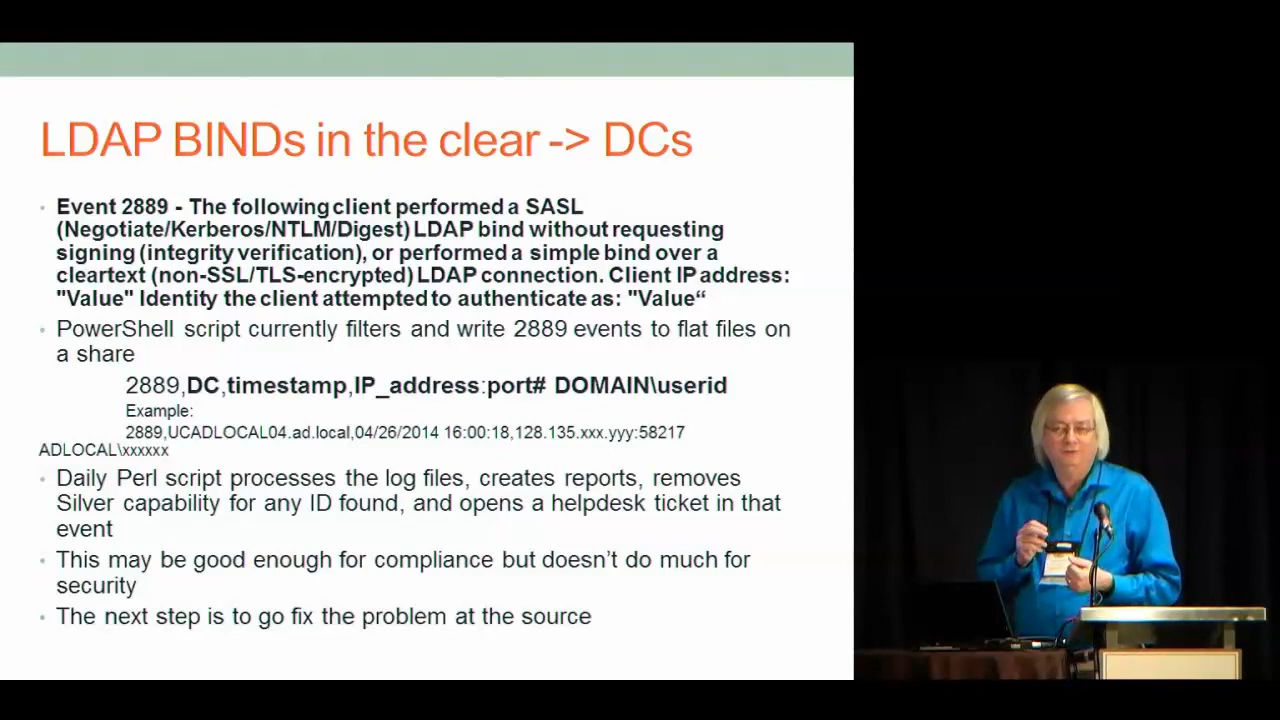 LDAP BINDs in the clear -> DCs
• Event 2889 - The following client performed a SASL
(Negotiate/Kerberos/NTLM/Digest) LDAP bind without requesting
signing (integrity verification), or performed a simple bind over a
cleartext (non-SSL/TLS-encrypted) LDAP connection. Client IP address:
"Value" Identity the client attempted to authenticate as: "Value“
• PowerShell script currently filters and write 2889 events to flat files on
a share
2889,DC,timestamp,IP_address:port# DOMAIN\userid
Example:
2889,UCADLOCAL04.ad.local,04/26/2014 16:00:18,128.135.xxx.yyy:58217
ADLOCAL\xxxxxx
• Daily Perl script processes the log files, creates reports, removes
Silver capability for any ID found, and opens a helpdesk ticket in that
event
• This may be good enough for compliance but doesn’t do much for
security
• The next step is to go fix the problem at the source